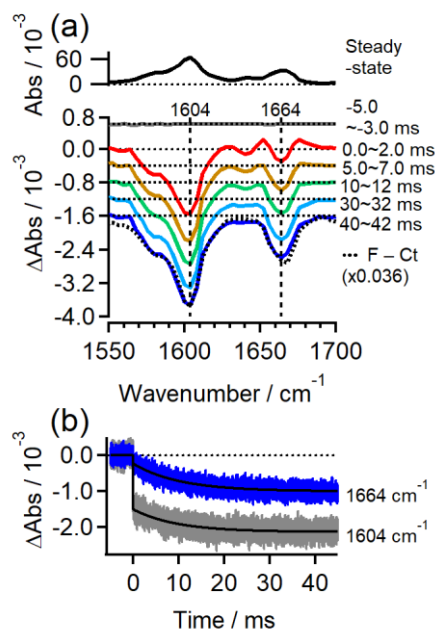 (a)
Abs / 10⁻³
60
0
Steady
-state
1604
1664
ΔAbs / 10⁻³
0.8
0.0
-0.8
-1.6
-2.4
-3.2
-4.0
-5.0
~-3.0 ms
0.0~2.0 ms
5.0~7.0 ms
10~12 ms
30~32 ms
40~42 ms
F – Ct
(x0.036)
1550
1600
1650
1700
Wavenumber / cm⁻¹
(b)
ΔAbs / 10⁻³
0.0
-1.0
-2.0
1664 cm⁻¹
1604 cm⁻¹
0
10
20
30
40
Time / ms